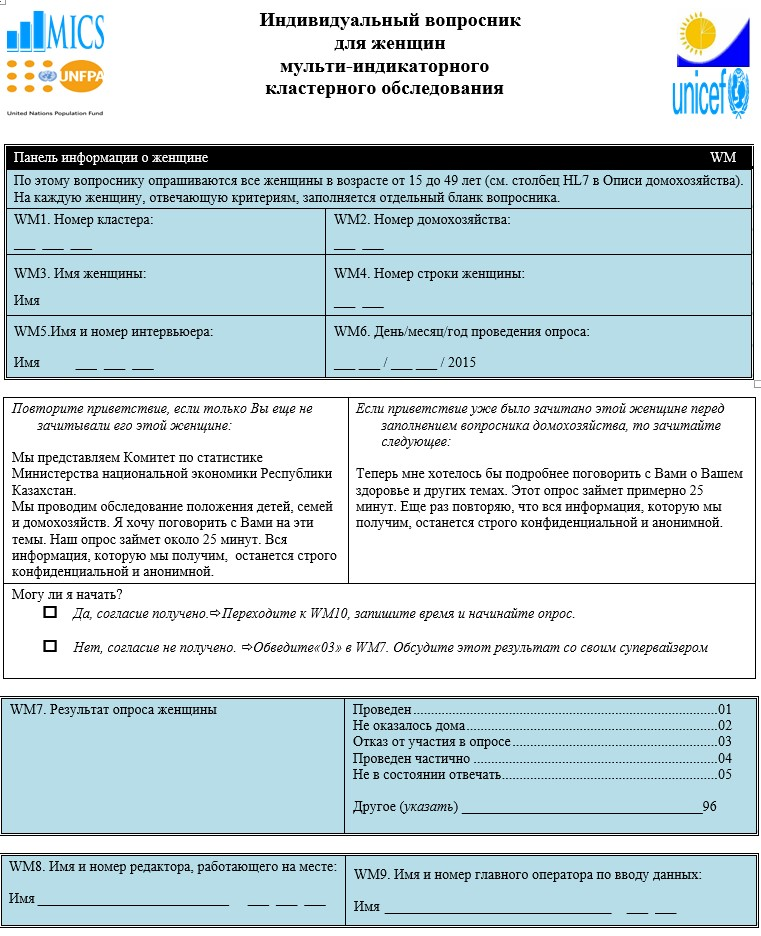 MICS
UNFPA
United Nations Population Fund
Индивидуальный вопросник
для женщин
мульти-индикаторного
кластерного обследования
unicef
Панель информации о женщине WM
По этому вопроснику опрашиваются все женщины в возрасте от 15 до 49 лет (см. столбец HL7 в Описи домохозяйства).
На каждую женщину, отвечающую критериям, заполняется отдельный бланк вопросника.
WM1. Номер кластера:
___ ___ ___
WM2. Номер домохозяйства:
___ ___
WM3. Имя женщины:
Имя
WM4. Номер строки женщины:
___ ___
WM5.Имя и номер интервьюера:
Имя ___ ___ ___
WM6. День/месяц/год проведения опроса:
___ ___ / ___ ___ / 2015
Повторите приветствие, если только Вы еще не
зачитывали его этой женщине:
Мы представляем Комитет по статистике
Министерства национальной экономики Республики
Казахстан.
Мы проводим обследование положения детей, семей
и домохозяйств. Я хочу поговорить с Вами на эти
темы. Наш опрос займет около 25 минут. Вся
информация, которую мы получим, останется строго
конфиденциальной и анонимной.
Если приветствие уже было зачитано этой женщине перед
заполнением вопросника домохозяйства, то зачитайте
следующее:
Теперь мне хотелось бы подробнее поговорить с Вами о Вашем
здоровье и других темах. Этот опрос займет примерно 25
минут. Еще раз повторяю, что вся информация, которую мы
получим, останется строго конфиденциальной и анонимной.
Могу ли я начать?
☐ Да, согласие получено.⇨Переходите к WM10, запишите время и начинайте опрос.
☐ Нет, согласие не получено. ⇨Обведите«03» в WM7. Обсудите этот результат со своим супервайзером
WM7. Результат опроса женщины
Проведен....................01
Не оказалось дома....................02
Отказ от участия в опросе....................03
Проведен частично ....................04
Не в состоянии отвечать....................05
Другое (указать) ____________________96
WM8. Имя и номер редактора, работающего на месте:
Имя ____________________ ___ ___ ___
WM9. Имя и номер главного оператора по вводу данных:
Имя ____________________ ___ ___